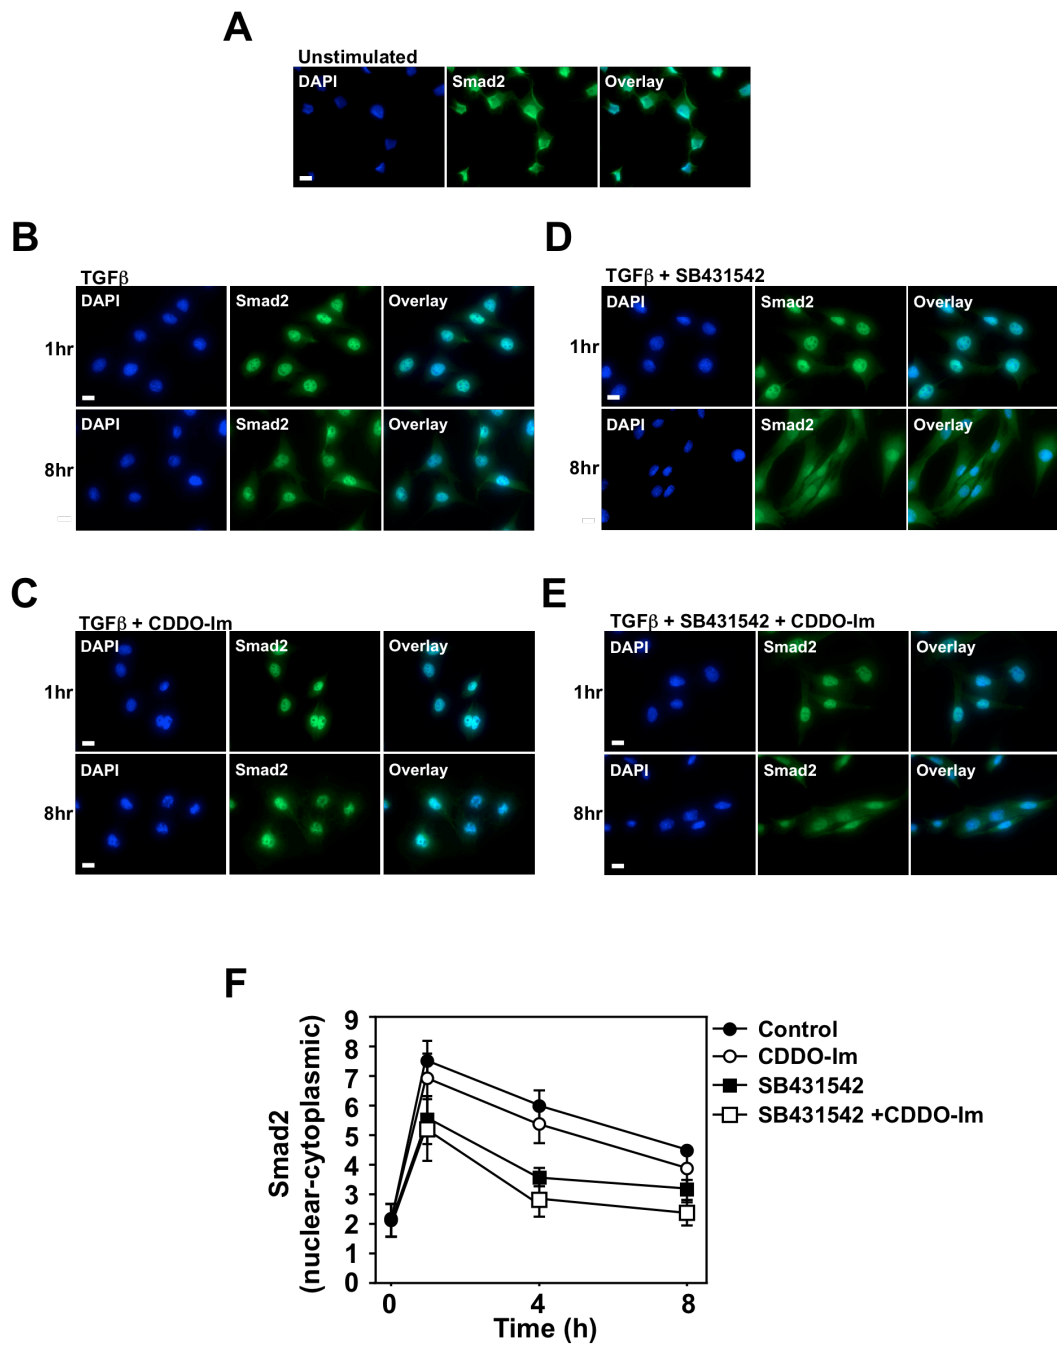 A
Unstimulated
DAPI Smad2 Overlay
B
TGFβ
DAPI Smad2 Overlay
1hr
DAPI Smad2 Overlay
8hr
D
TGFβ + SB431542
DAPI Smad2 Overlay
1hr
DAPI Smad2 Overlay
8hr
C
TGFβ + CDDO-Im
DAPI Smad2 Overlay
1hr
DAPI Smad2 Overlay
8hr
E
TGFβ + SB431542 + CDDO-Im
DAPI Smad2 Overlay
1hr
DAPI Smad2 Overlay
8hr
F
Smad2
(nuclear-cytoplasmic)
9
8
7
6
5
4
3
2
1
0
0 4 8
Time (h)
Control
CDDO-Im
SB431542
SB431542 +CDDO-Im